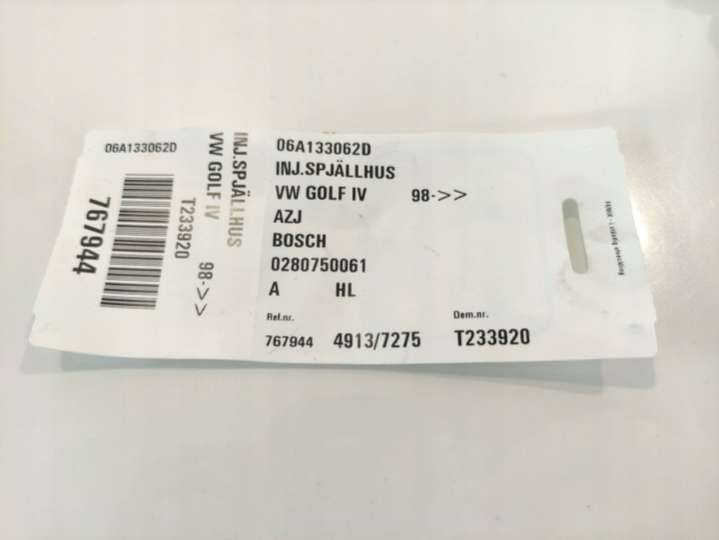 06A133062D
INJ.SPJÄLLHUS
VW GOLF IV 98->>
T233920
767944
06A133062D
INJ.SPJÄLLHUS
VW GOLF IV 98->>
AZJ
BOSCH
0280750061
A HL
Ref.nr. Dem.nr.
767944 4913/7275 T233920